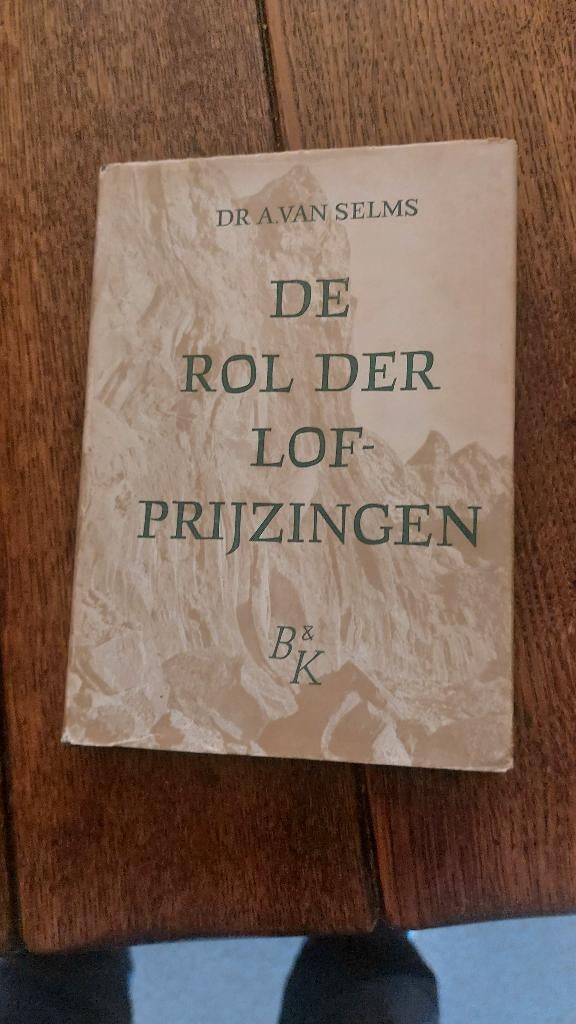 DR A. VAN SELMS
DE
ROL DER
LOF-
PRIJZINGEN
B & K